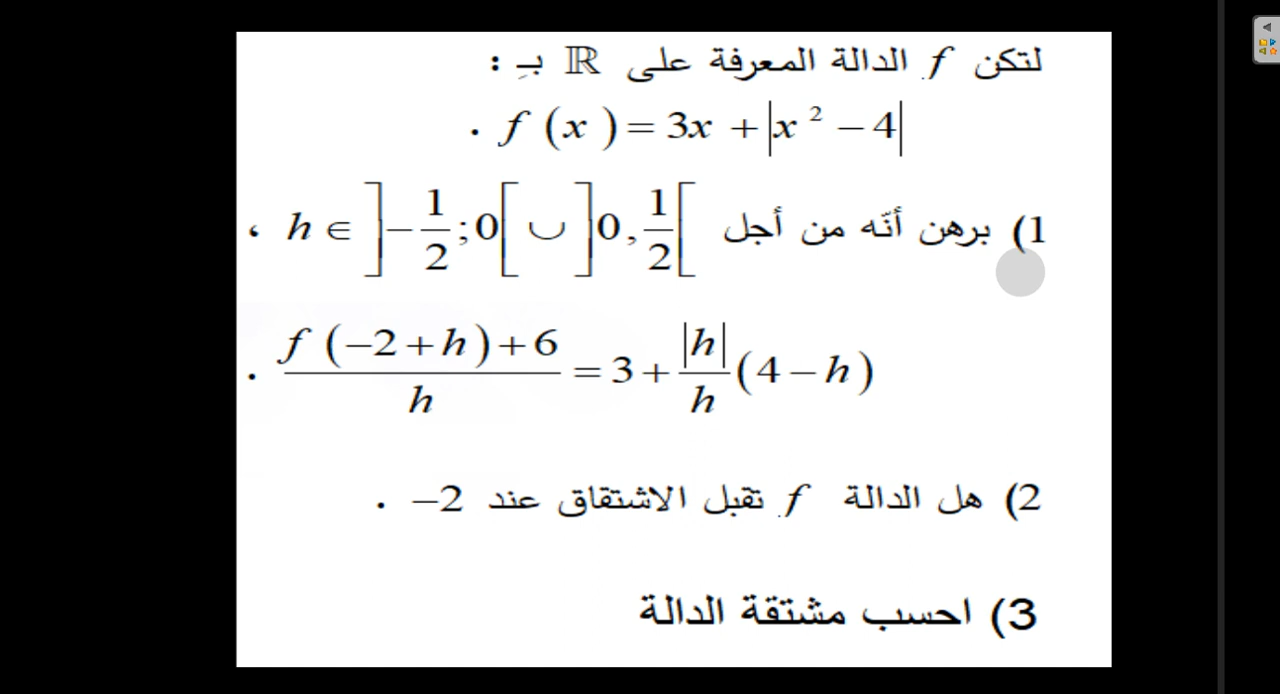 لتكن f الدالة المعرفة على ℝ بـِ :
f (x) = 3x + |x² − 4| .
1) برهن أنّه من أجل h ∈ ]−1/2 ; 0[ ∪ ]0 , 1/2[ ،
(f (−2 + h) + 6)/h = 3 + (|h|/h)(4 − h) .
2) هل الدالة f تقبل الاشتقاق عند −2 .
3) احسب مشتقة الدالة